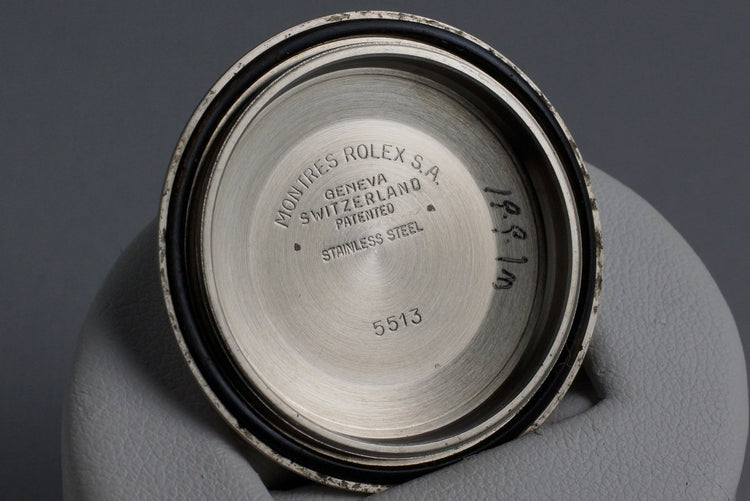 MONTRES ROLEX S.A.
GENEVA
SWITZERLAND
PATENTED
STAINLESS STEEL
5513